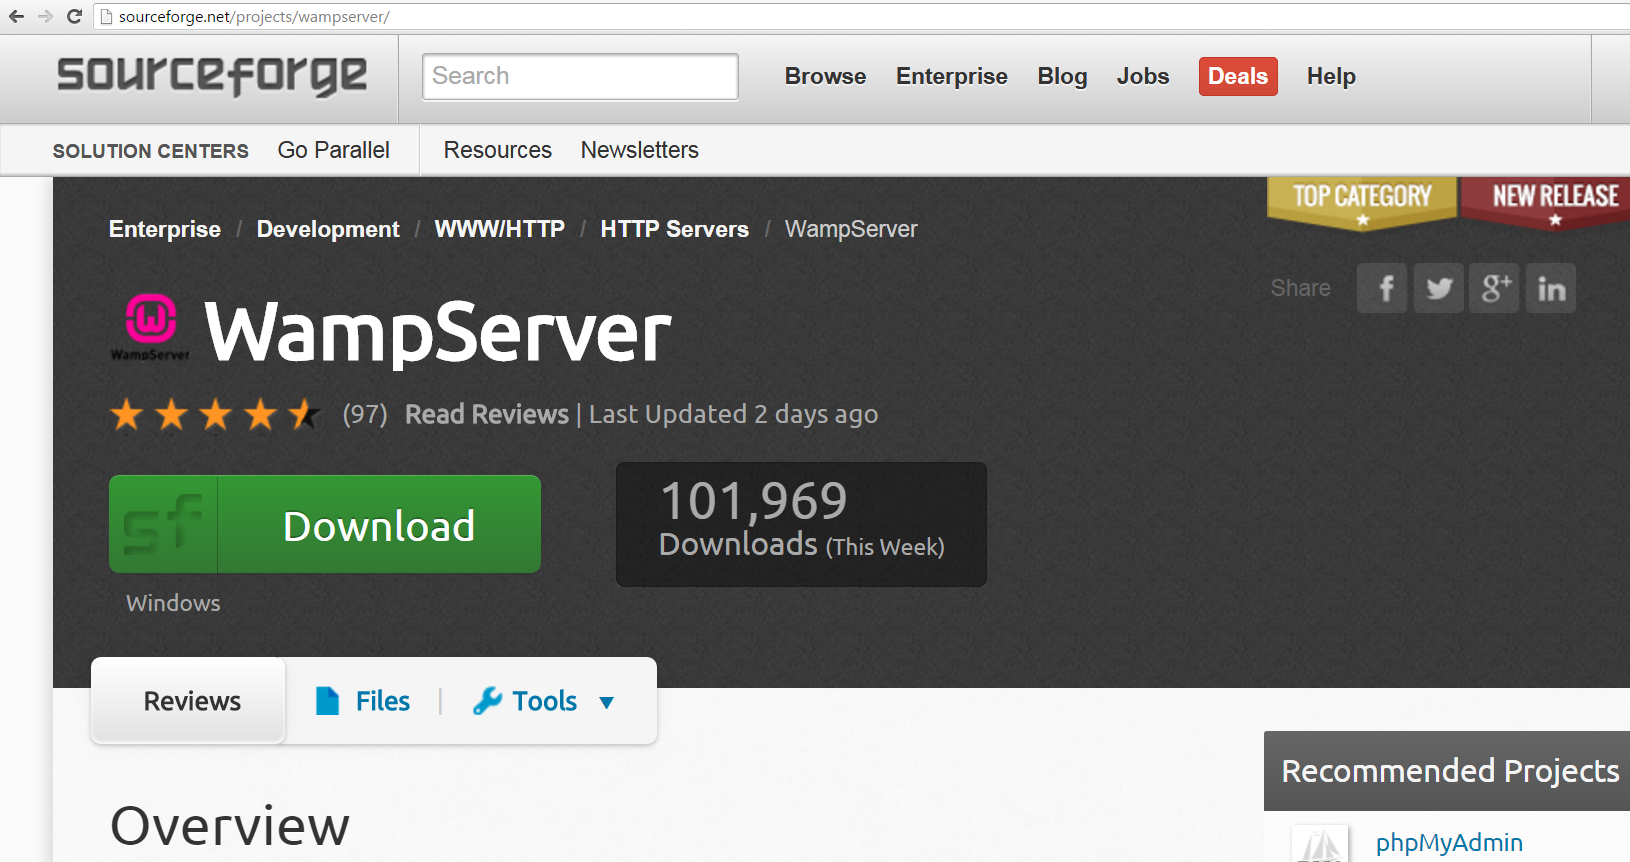 sourceforge.net/projects/wampserver/
sourceforge
Search
Browse Enterprise Blog Jobs Deals Help
SOLUTION CENTERS Go Parallel Resources Newsletters
TOP CATEGORY NEW RELEASE
Enterprise / Development / WWW/HTTP / HTTP Servers / WampServer
Share f g+ in
W
WampServer
WampServer
(97) Read Reviews | Last Updated 2 days ago
sf Download
101,969
Downloads (This Week)
Windows
Reviews Files | Tools
Recommended Projects
Overview
phpMyAdmin